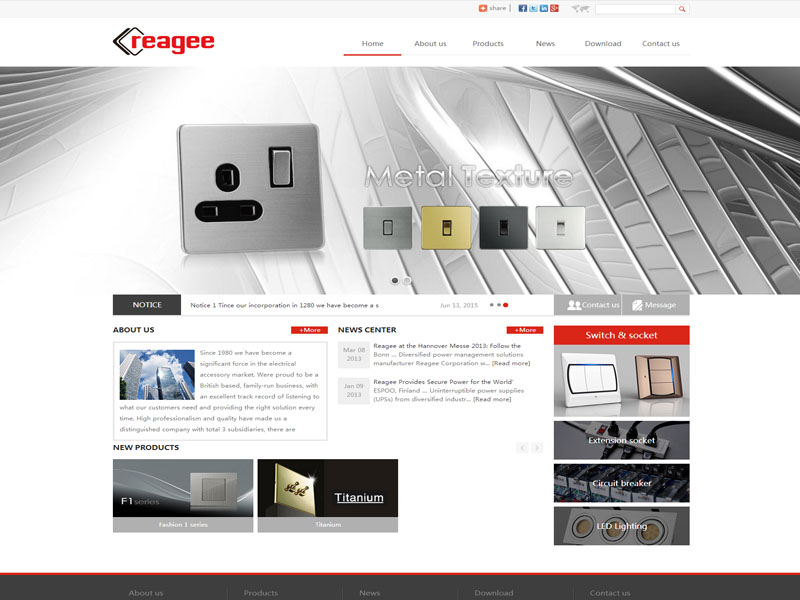 share
reagee
Home About us Products News Download Contact us
Metal Texture
NOTICE Notice 1 Tince our incorporation in 1280 we have become a s Jun 13, 2015 Contact us Message
ABOUT US +More
Since 1980 we have become a
significant force in the electrical
accessory market. Were proud to be a
British based, family-run business, with
an excellent track record of listening to
what our customers need and providing the right solution every
time. High professionalism and quality have made us a
distinguished company with total 3 subsidiaries, there are
NEWS CENTER +More
Mar 08
2013
Reagee at the Hannover Messe 2013: Follow the
Bonn ... Diversified power management solutions
manufacturer Reagee Corporation w... [Read more]
Jan 09
2013
Reagee Provides Secure Power for the World'
ESPOO, Finland ... Uninterruptible power supplies
(UPSs) from diversified industr... [Read more]
Switch & socket
Extension socket
Circuit breaker
LED Lighting
NEW PRODUCTS
F1series
Fashion 1 series
Titanium
Titanium
About us Products News Download Contact us